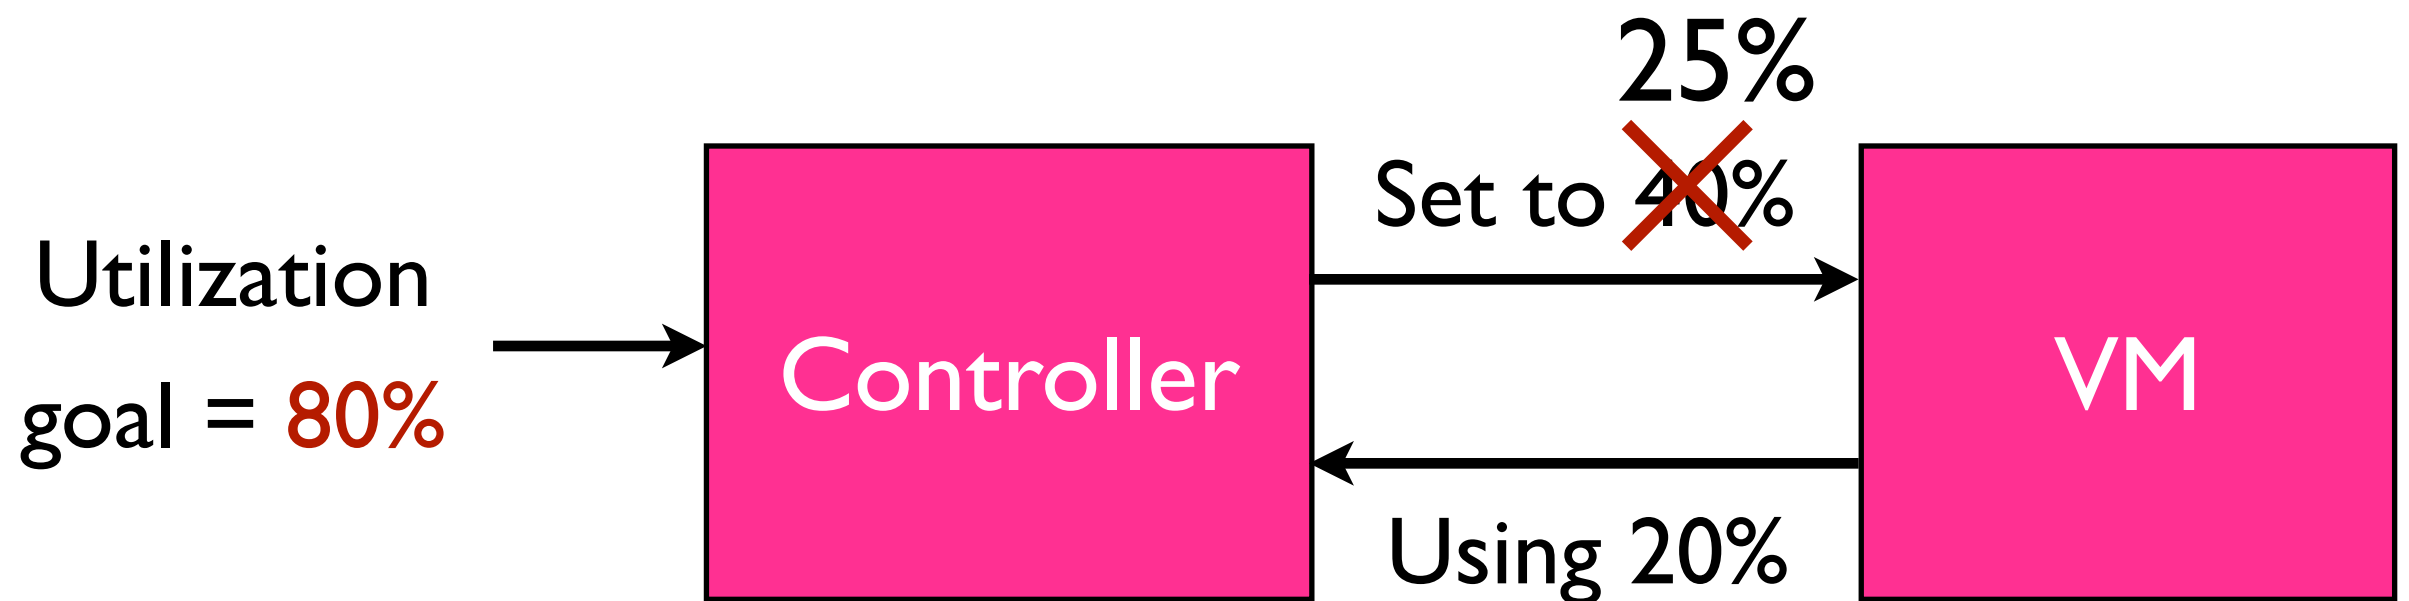 25%
Set to 40%
Utilization
goal = 80%
Controller
VM
Using 20%